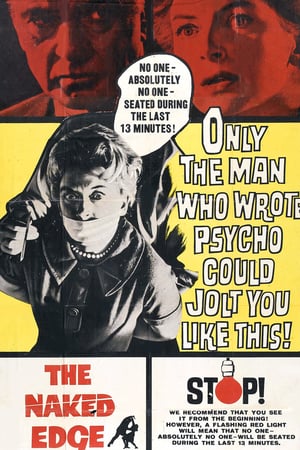 NO ONE-
ABSOLUTELY
NO ONE-
SEATED DURING
THE LAST
13 MINUTES!
ONLY
THE MAN
WHO WROTE
PSYCHO
COULD
JOLT YOU
LIKE THIS!
THE
NAKED
EDGE
STOP!
WE RECOMMEND THAT YOU SEE
IT FROM THE BEGINNING!
HOWEVER, A FLASHING RED LIGHT
WILL MEAN THAT NO ONE-
ABSOLUTELY NO ONE-WILL BE SEATED
DURING THE LAST 13 MINUTES.